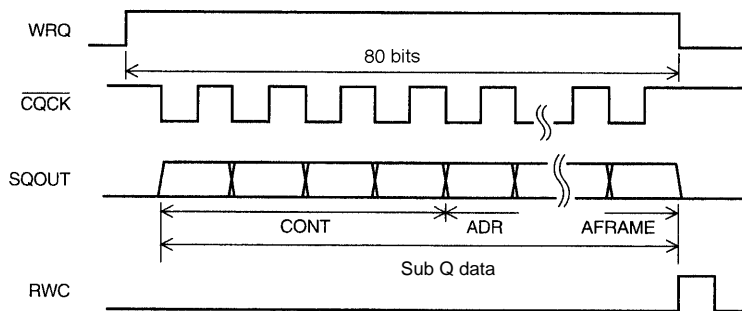 WRQ
80 bits
CQCK
SQOUT
CONT
ADR
AFRAME
Sub Q data
RWC